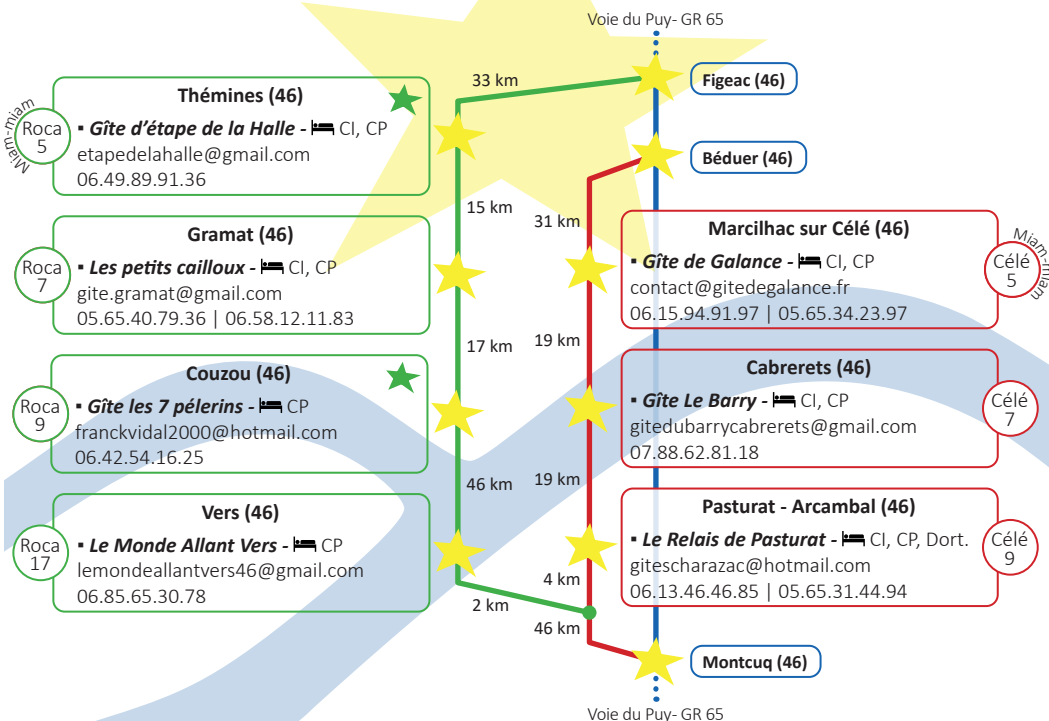 Voie du Puy- GR 65
Figeac (46)
33 km
Miam-miam
Roca
5
Thémines (46)
▪ Gîte d'étape de la Halle - CI, CP
etapedelahalle@gmail.com
06.49.89.91.36
Béduer (46)
15 km
31 km
Roca
7
Gramat (46)
▪ Les petits cailloux - CI, CP
gite.gramat@gmail.com
05.65.40.79.36 | 06.58.12.11.83
Marcilhac sur Célé (46)
▪ Gîte de Galance - CI, CP
contact@gitedegalance.fr
06.15.94.91.97 | 05.65.34.23.97
Miam-miam
Célé
5
17 km
19 km
Roca
9
Couzou (46)
▪ Gîte les 7 pélerins - CP
franckvidal2000@hotmail.com
06.42.54.16.25
Cabrerets (46)
▪ Gîte Le Barry - CI, CP
gitedubarrycabrerets@gmail.com
07.88.62.81.18
Célé
7
46 km
19 km
Roca
17
Vers (46)
▪ Le Monde Allant Vers - CP
lemondeallantvers46@gmail.com
06.85.65.30.78
Pasturat - Arcambal (46)
▪ Le Relais de Pasturat - CI, CP, Dort.
gitescharazac@hotmail.com
06.13.46.46.85 | 05.65.31.44.94
Célé
9
4 km
2 km
46 km
Montcuq (46)
Voie du Puy- GR 65